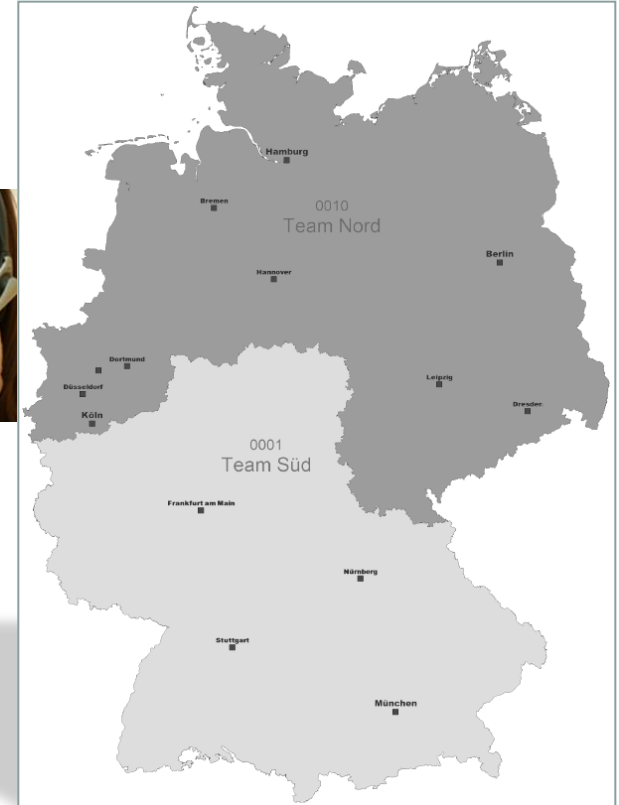 Hamburg
Bremen
0010
Team Nord
Berlin
Hannover
Dortmund
Düsseldorf
Leipzig
Köln
Dresden
0001
Team Süd
Frankfurt am Main
Nürnberg
Stuttgart
München